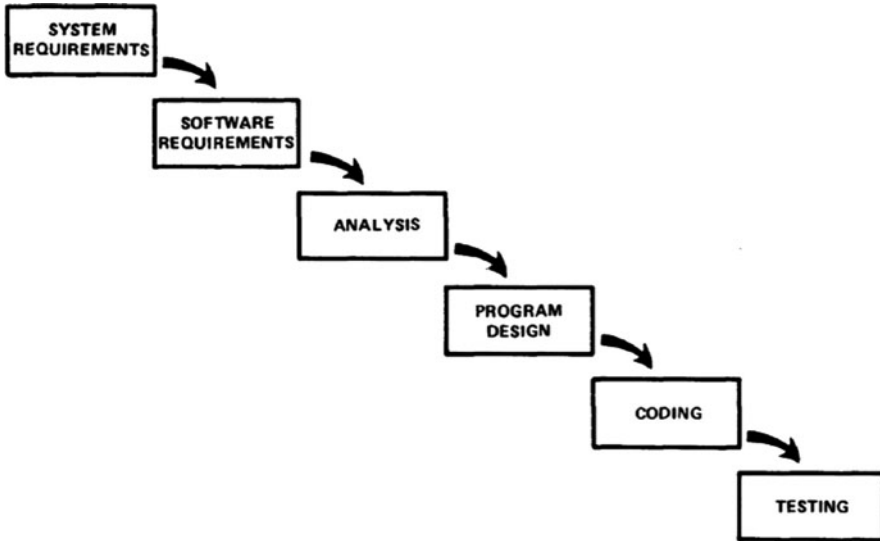 SYSTEM
REQUIREMENTS
SOFTWARE
REQUIREMENTS
ANALYSIS
PROGRAM
DESIGN
CODING
TESTING